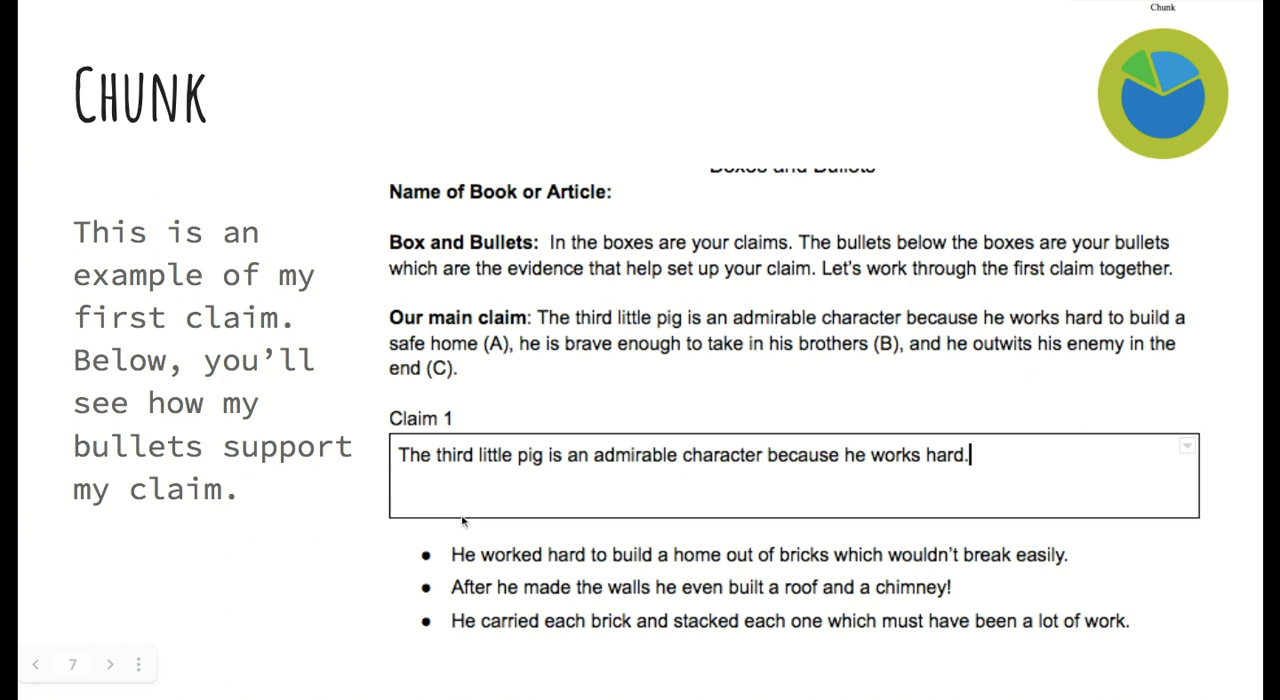 Chunk
CHUNK
Boxes and Bullets
Name of Book or Article:
Box and Bullets:  In the boxes are your claims. The bullets below the boxes are your bullets
which are the evidence that help set up your claim. Let's work through the first claim together.
This is an
example of my
first claim.
Below, you'll
see how my
bullets support
my claim.
Our main claim: The third little pig is an admirable character because he works hard to build a
safe home (A), he is brave enough to take in his brothers (B), and he outwits his enemy in the
end (C).
Claim 1
The third little pig is an admirable character because he works hard.
● He worked hard to build a home out of bricks which wouldn't break easily.
● After he made the walls he even built a roof and a chimney!
● He carried each brick and stacked each one which must have been a lot of work.
7